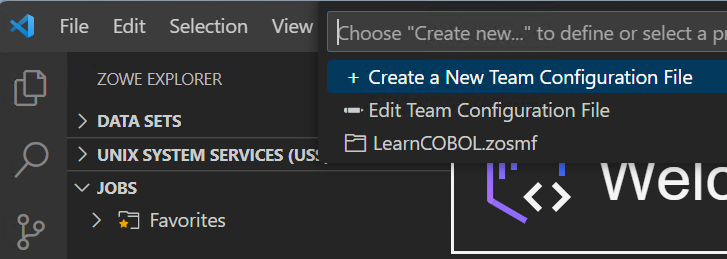 File Edit Selection View
Choose "Create new..." to define or select a
ZOWE EXPLORER
+ Create a New Team Configuration File
Edit Team Configuration File
DATA SETS
LearnCOBOL.zosmf
UNIX SYSTEM SERVICES (USS
JOBS
Favorites